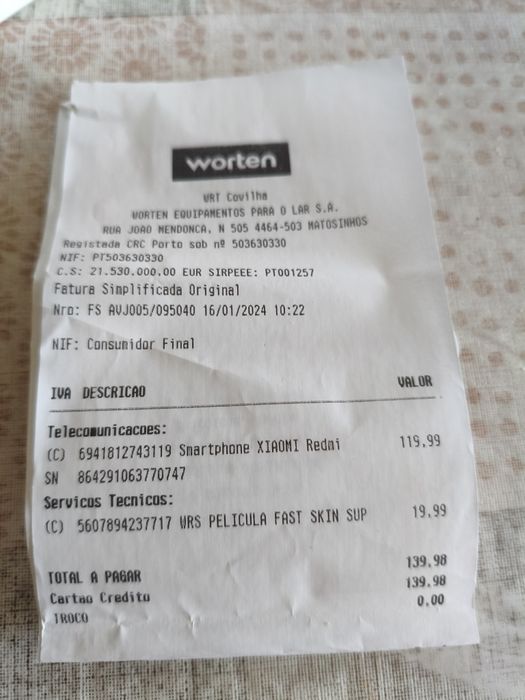 worten
WRT Covilha
WORTEN EQUIPAMENTOS PARA O LAR S.A.
RUA JOAO MENDONCA, N 505 4464-503 MATOSINHOS
Registada CRC Porto sob nº 503630330
NIF: PT503630330
C.S: 21.530.000.00 EUR SIRPEEE: PT001257
Fatura Simplificada Original
Nro: FS AVJ005/095040 16/01/2024 10:22
NIF: Consumidor Final
IVA DESCRICAO VALOR
Telecomunicacoes:
(C) 6941812743119 Smartphone XIAOMI Redmi 119,99
SN 864291063770747
Servicos Tecnicos:
(C) 5607894237717 WRS PELICULA FAST SKIN SUP 19.99
TOTAL A PAGAR 139.98
Cartao Credito 139.98
TROCO 0.00